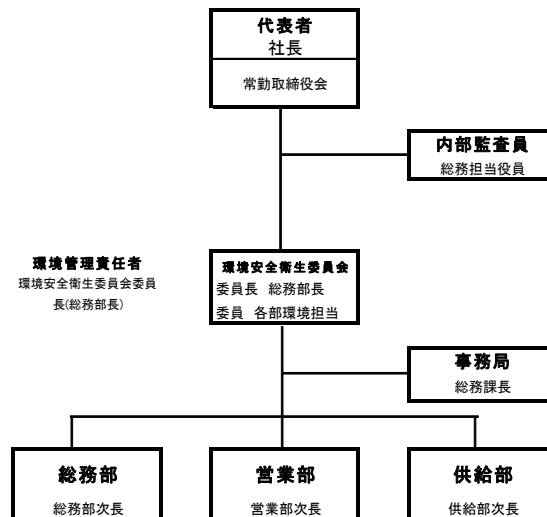 代表者
社長
常勤取締役会
内部監査員
総務担当役員
環境管理責任者
環境安全衛生委員会委員
長(総務部長)
環境安全衛生委員会
委員長 総務部長
委員 各部環境担当
事務局
総務課長
総務部
総務部次長
営業部
営業部次長
供給部
供給部次長